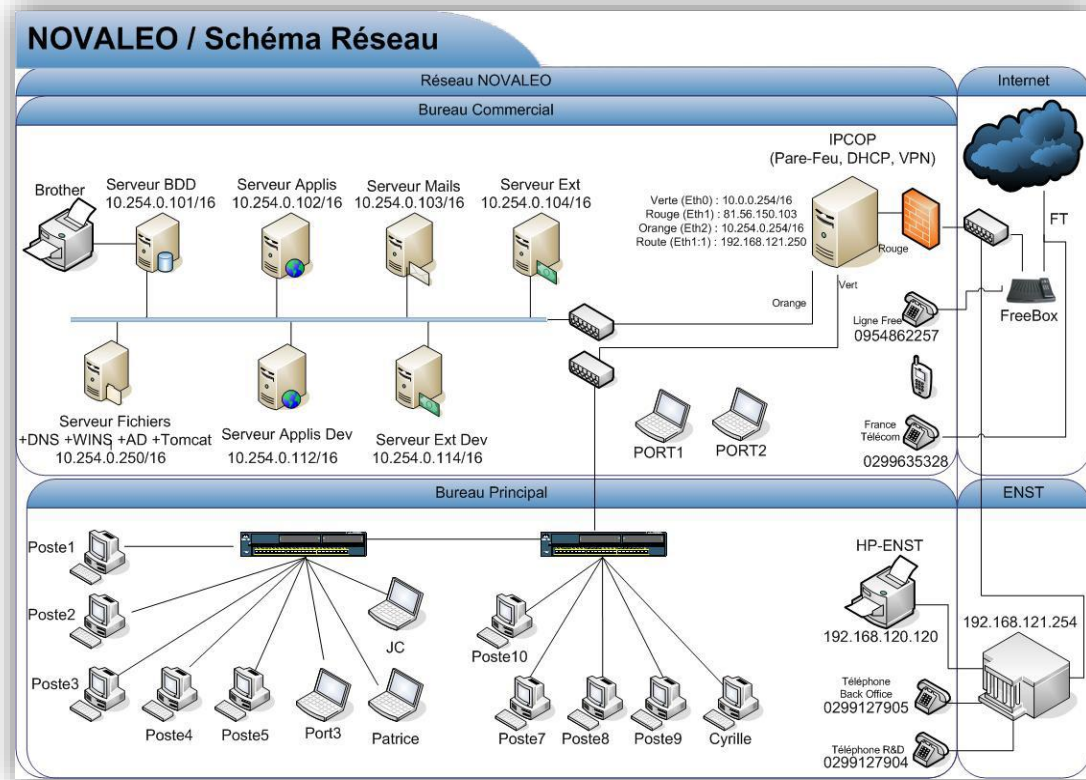 NOVALEO / Schéma Réseau
Réseau NOVALEO
Internet
Bureau Commercial
IPCOP
(Pare-Feu, DHCP, VPN)
Brother
Serveur BDD
10.254.0.101/16
Serveur Applis
10.254.0.102/16
Serveur Mails
10.254.0.103/16
Serveur Ext
10.254.0.104/16
Verte (Eth0) : 10.0.0.254/16
Rouge (Eth1) : 81.56.150.103
Orange (Eth2) : 10.254.0.254/16
Route (Eth1:1) : 192.168.121.250
Rouge
FT
Vert
Orange
FreeBox
Ligne Free
0954862257
Serveur Fichiers
+DNS +WINS +AD +Tomcat
10.254.0.250/16
Serveur Applis Dev
10.254.0.112/16
Serveur Ext Dev
10.254.0.114/16
PORT1
PORT2
France
Télécom
0299635328
Bureau Principal
ENST
Poste1
Poste2
Poste3
Poste4
Poste5
Port3
Patrice
JC
Poste10
Poste7
Poste8
Poste9
Cyrille
HP-ENST
192.168.120.120
192.168.121.254
Téléphone
Back Office
0299127905
Téléphone R&D
0299127904